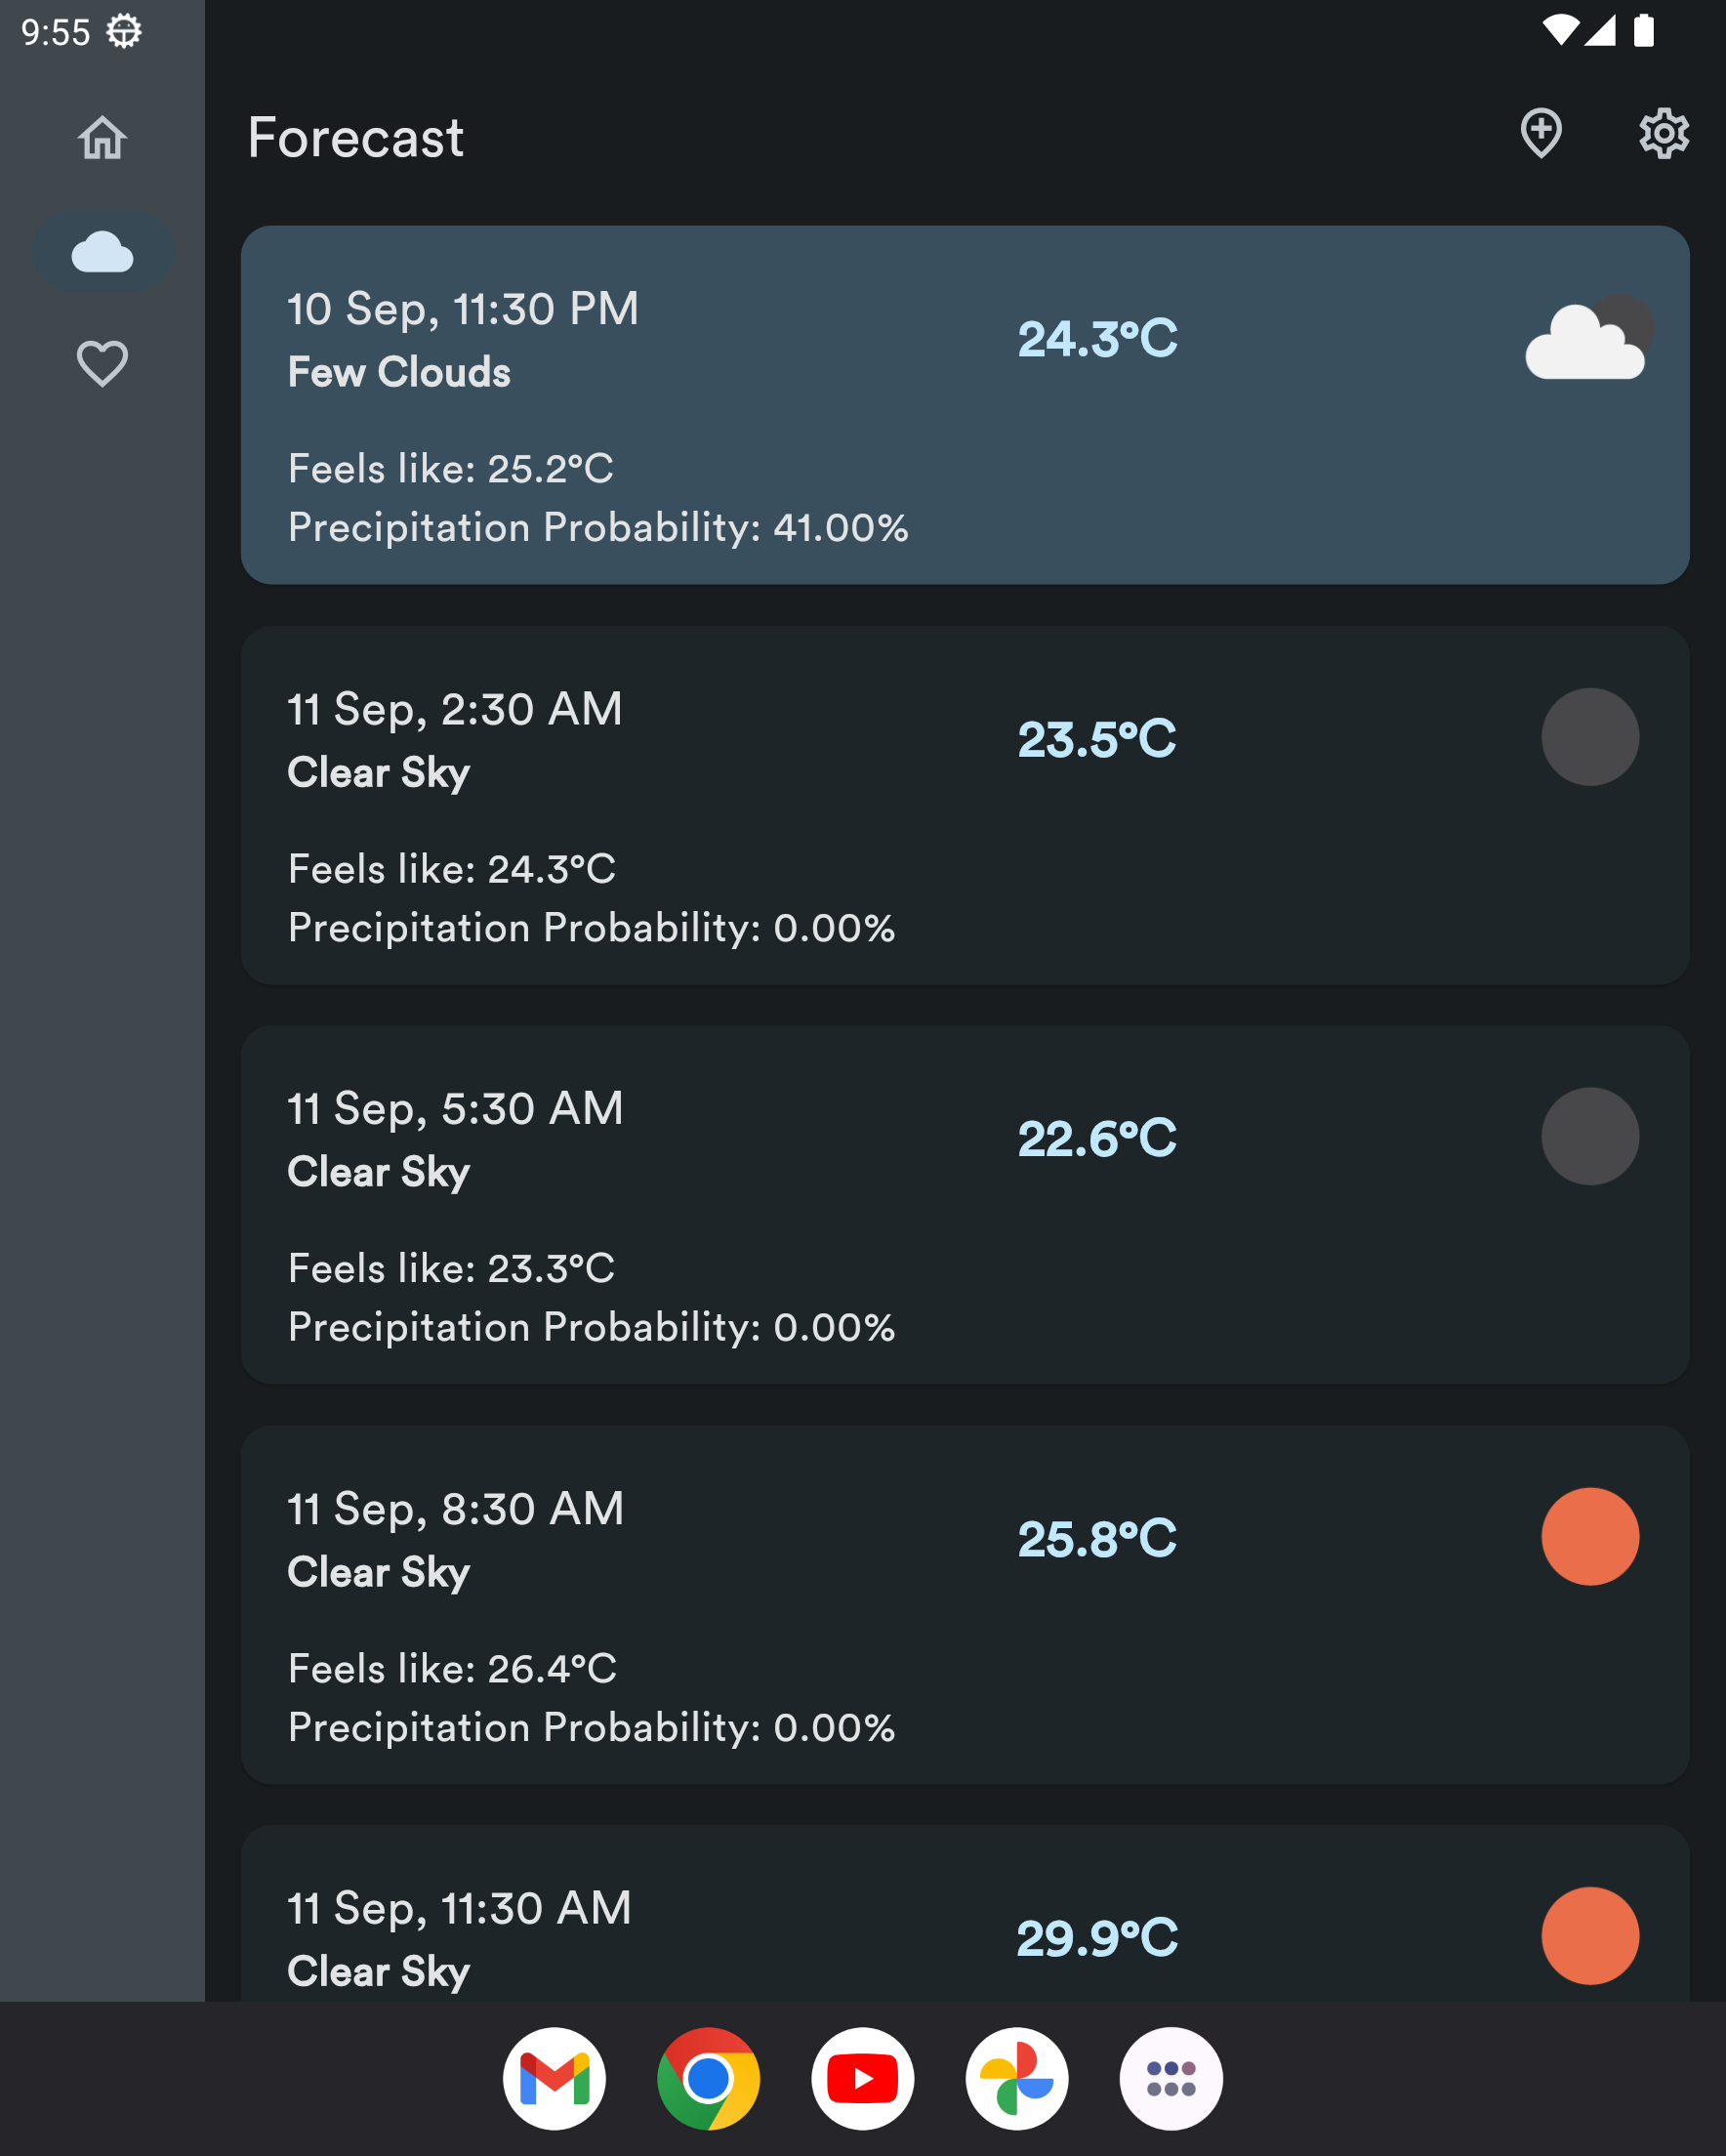 9:55
Forecast
10 Sep, 11:30 PM
Few Clouds
24.3°C
Feels like: 25.2°C
Precipitation Probability: 41.00%
11 Sep, 2:30 AM
Clear Sky
23.5°C
Feels like: 24.3°C
Precipitation Probability: 0.00%
11 Sep, 5:30 AM
Clear Sky
22.6°C
Feels like: 23.3°C
Precipitation Probability: 0.00%
11 Sep, 8:30 AM
Clear Sky
25.8°C
Feels like: 26.4°C
Precipitation Probability: 0.00%
11 Sep, 11:30 AM
Clear Sky
29.9°C